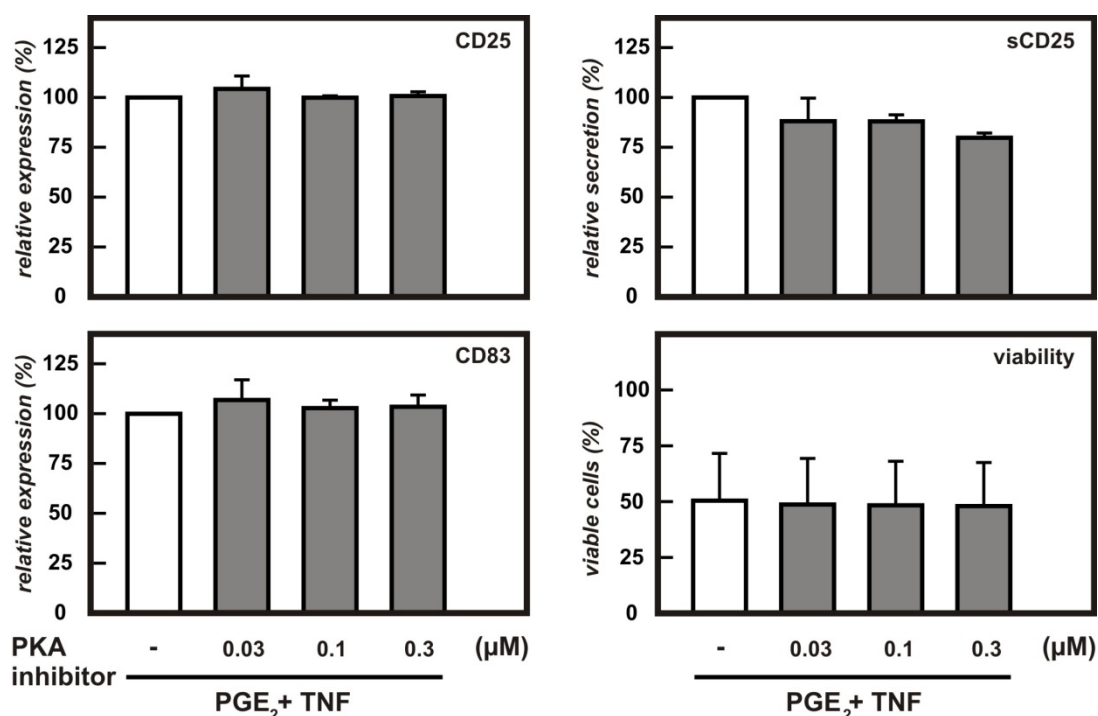 CD25
relative expression (%)
125
100
75
50
25
0
sCD25
relative secretion (%)
125
100
75
50
25
0
CD83
relative expression (%)
125
100
75
50
25
0
viability
viable cells (%)
100
75
50
25
0
PKA inhibitor
- 0.03 0.1 0.3 (µM)
PGE₂+ TNF
- 0.03 0.1 0.3 (µM)
PGE₂+ TNF